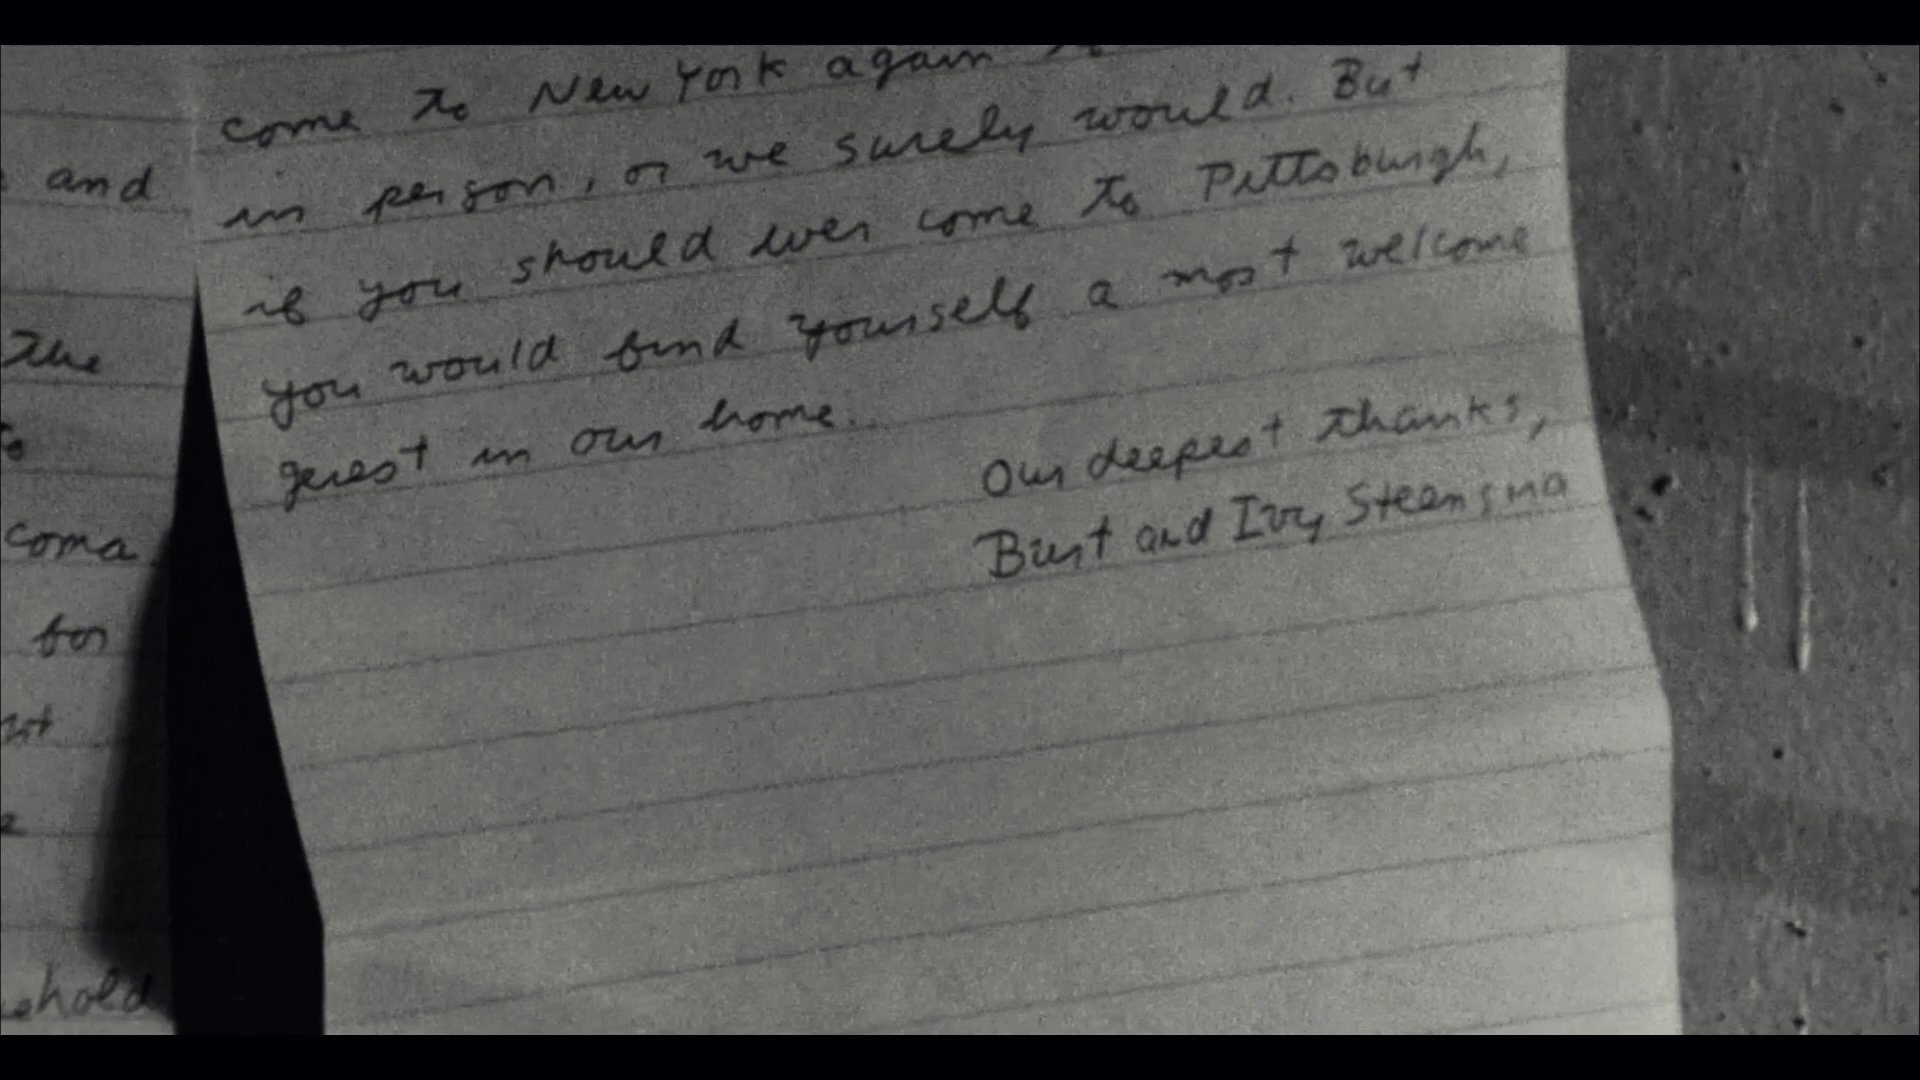 and
the
coma
for
hold
come to New York again to
in person, or we surely would. But
if you should ever come to Pittsburgh,
you would find yourself a most welcome
guest in our home.
Our deepest thanks,
Burt and Ivy Steensma